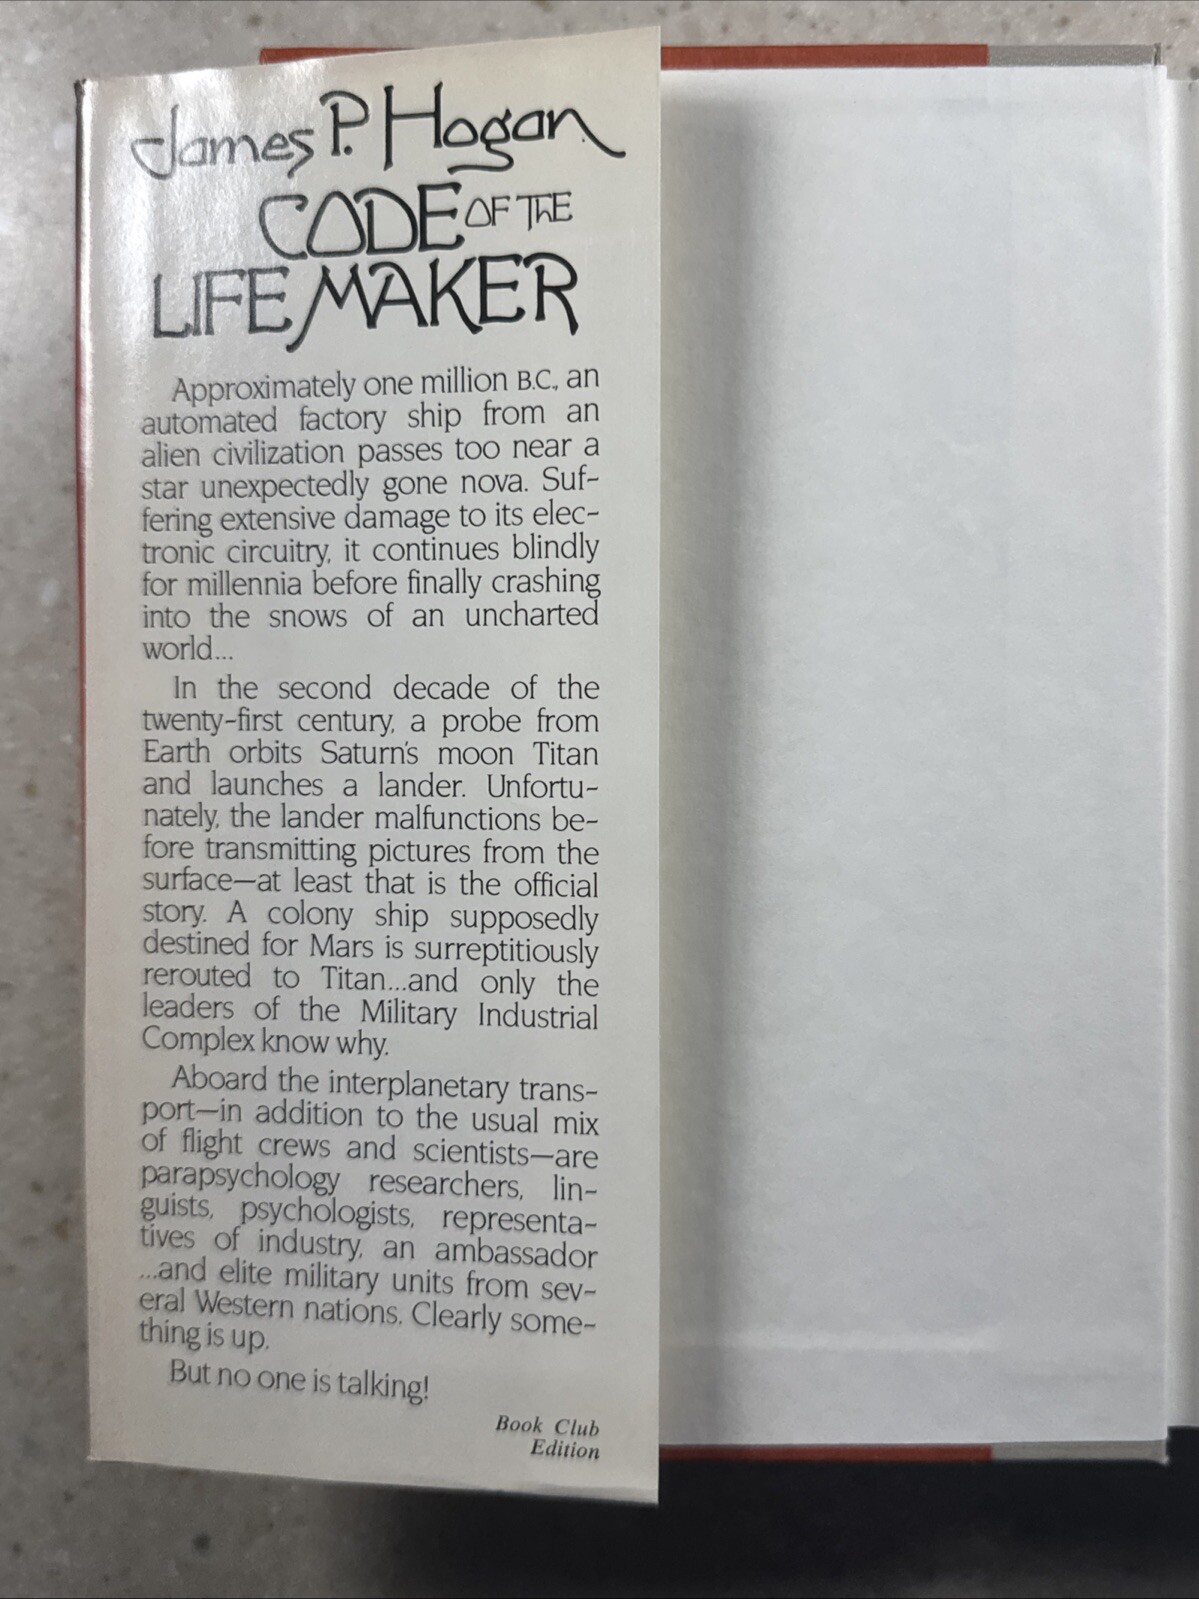 James P. Hogan
CODE OF THE
LIFE MAKER
Approximately one million B.C., an
automated factory ship from an
alien civilization passes too near a
star unexpectedly gone nova. Suf-
fering extensive damage to its elec-
tronic circuitry, it continues blindly
for millennia before finally crashing
into the snows of an uncharted
world...
In the second decade of the
twenty-first century, a probe from
Earth orbits Saturn's moon Titan
and launches a lander. Unfortu-
nately, the lander malfunctions be-
fore transmitting pictures from the
surface—at least that is the official
story. A colony ship supposedly
destined for Mars is surreptitiously
rerouted to Titan...and only the
leaders of the Military Industrial
Complex know why.
Aboard the interplanetary trans-
port—in addition to the usual mix
of flight crews and scientists—are
parapsychology researchers, lin-
guists, psychologists, representa-
tives of industry, an ambassador
...and elite military units from sev-
eral Western nations. Clearly some-
thing is up.
But no one is talking!
Book Club
Edition